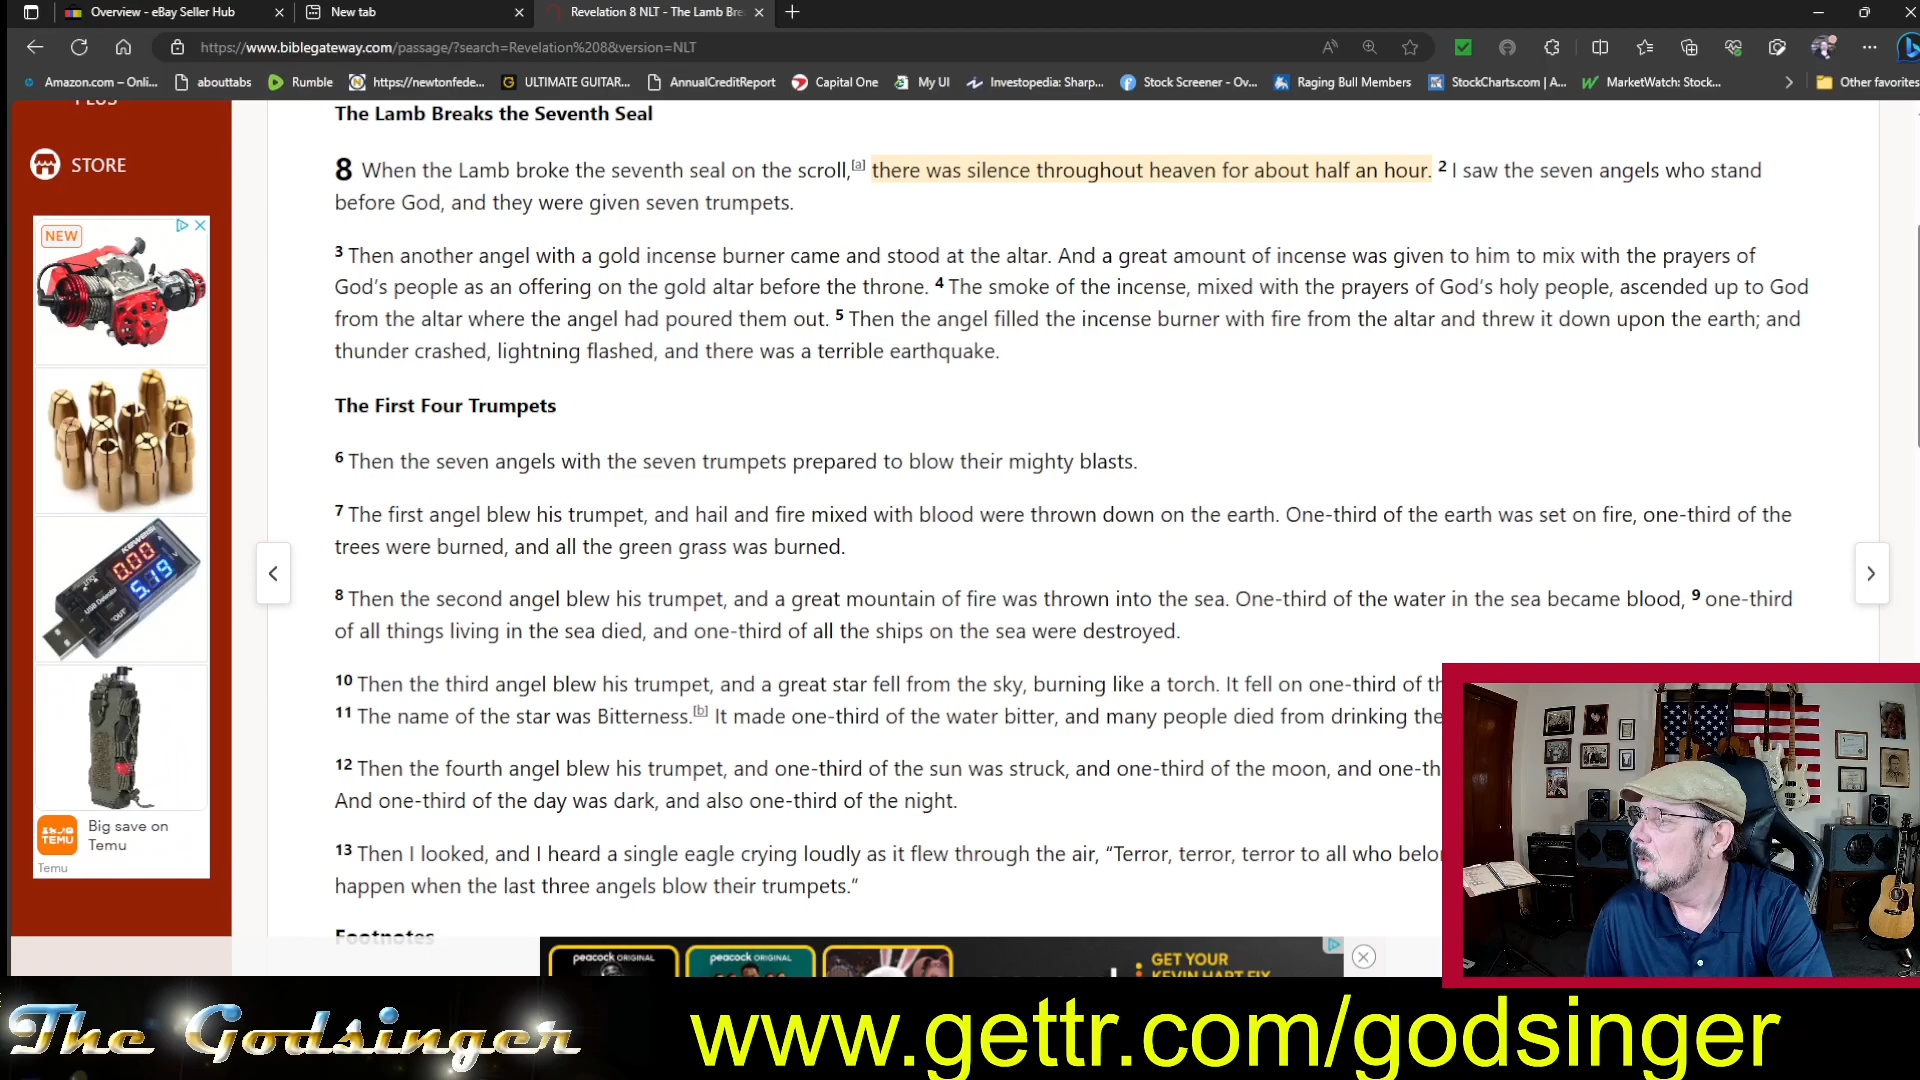 Overview - eBay Seller Hub
New tab
Revelation 8 NLT - The Lamb Bre
https://www.biblegateway.com/passage/?search=Revelation%208&version=NLT
Amazon.com – Onli...
abouttabs
Rumble
https://newtonfede...
ULTIMATE GUITAR...
AnnualCreditReport
Capital One
My UI
Investopedia: Sharp...
Stock Screener - Ov...
Raging Bull Members
StockCharts.com | A...
MarketWatch: Stock...
Other favorites
PLUS
STORE
NEW
Big save on
Temu
TEMU
Temu
The Lamb Breaks the Seventh Seal
8 When the Lamb broke the seventh seal on the scroll,[a] there was silence throughout heaven for about half an hour. 2 I saw the seven angels who stand
before God, and they were given seven trumpets.
3 Then another angel with a gold incense burner came and stood at the altar. And a great amount of incense was given to him to mix with the prayers of
God's people as an offering on the gold altar before the throne. 4 The smoke of the incense, mixed with the prayers of God's holy people, ascended up to God
from the altar where the angel had poured them out. 5 Then the angel filled the incense burner with fire from the altar and threw it down upon the earth; and
thunder crashed, lightning flashed, and there was a terrible earthquake.
The First Four Trumpets
6 Then the seven angels with the seven trumpets prepared to blow their mighty blasts.
7 The first angel blew his trumpet, and hail and fire mixed with blood were thrown down on the earth. One-third of the earth was set on fire, one-third of the
trees were burned, and all the green grass was burned.
8 Then the second angel blew his trumpet, and a great mountain of fire was thrown into the sea. One-third of the water in the sea became blood, 9 one-third
of all things living in the sea died, and one-third of all the ships on the sea were destroyed.
10 Then the third angel blew his trumpet, and a great star fell from the sky, burning like a torch. It fell on one-third of th
11 The name of the star was Bitterness.[b] It made one-third of the water bitter, and many people died from drinking the
12 Then the fourth angel blew his trumpet, and one-third of the sun was struck, and one-third of the moon, and one-th
And one-third of the day was dark, and also one-third of the night.
13 Then I looked, and I heard a single eagle crying loudly as it flew through the air, “Terror, terror, terror to all who belon
happen when the last three angels blow their trumpets.”
Footnotes
peacock ORIGINAL
peacock ORIGINAL
GET YOUR
KEVIN HART FIX
The Godsinger
www.gettr.com/godsinger